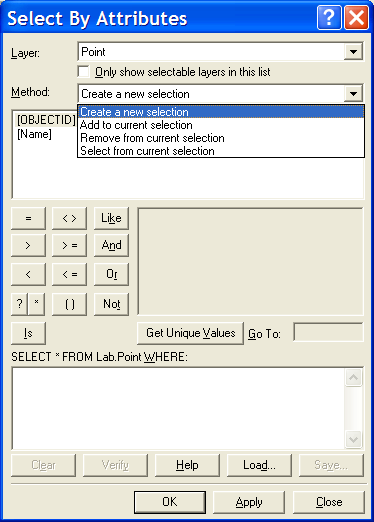 Select By Attributes
?
Layer:
Point
Only show selectable layers in this list
Method:
Create a new selection
Create a new selection
Add to current selection
Remove from current selection
Select from current selection
[OBJECTID]
[Name]
= < > Like
> > = And
< < = Or
? * ( ) Not
Is
Get Unique Values Go To:
SELECT * FROM Lab.Point WHERE:
Clear Verify Help Load... Save...
OK Apply Close